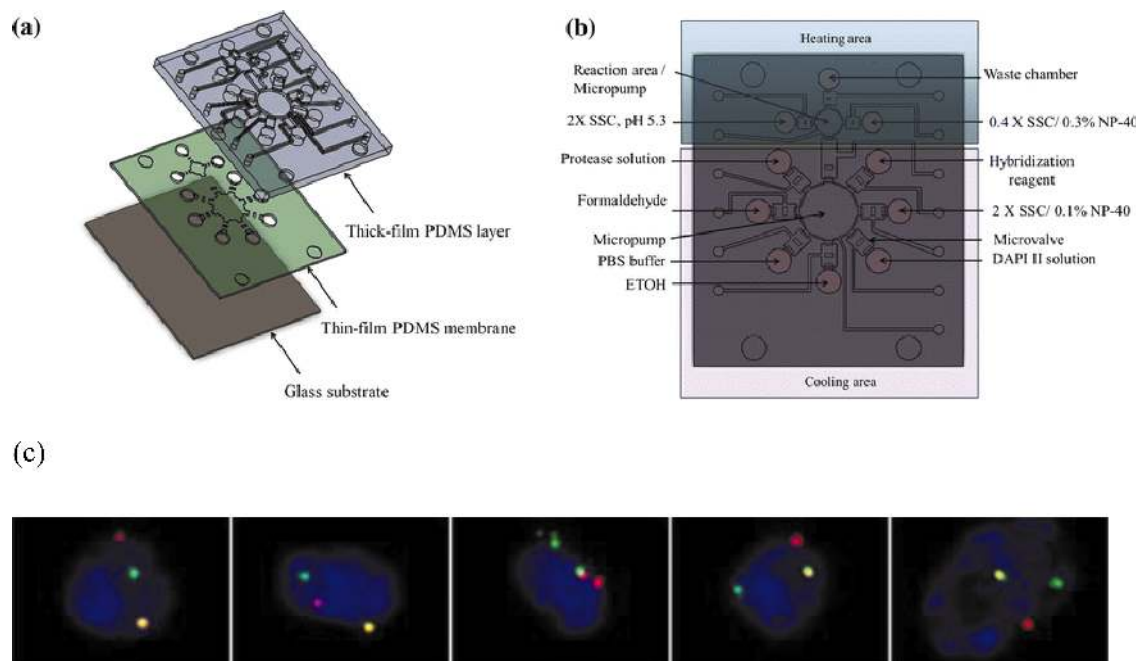 (a)
Thick-film PDMS layer
Thin-film PDMS membrane
Glass substrate
(b)
Heating area
Reaction area /
Micropump
Waste chamber
2X SSC, pH 5.3
0.4 X SSC/ 0.3% NP-40
Protease solution
Hybridization
reagent
Formaldehyde
2 X SSC/ 0.1% NP-40
Micropump
Microvalve
PBS buffer
DAPI II solution
ETOH
Cooling area
(c)